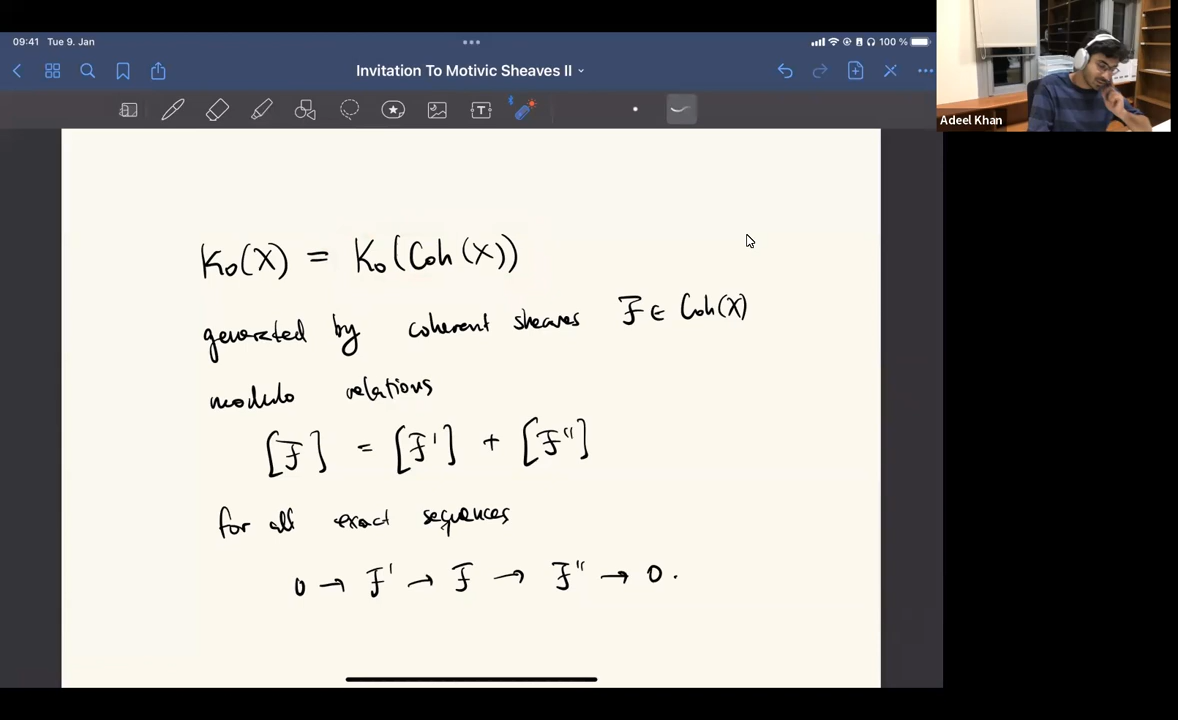 09:41 Tue 9. Jan
100 %
Invitation To Motivic Sheaves II
Adeel Khan
K₀(X) = K₀(Coh(X))
generated by coherent sheaves ℱ ∈ Coh(X)
modulo relations
[ℱ] = [ℱ'] + [ℱ'']
for all exact sequences
0 → ℱ' → ℱ → ℱ'' → 0.